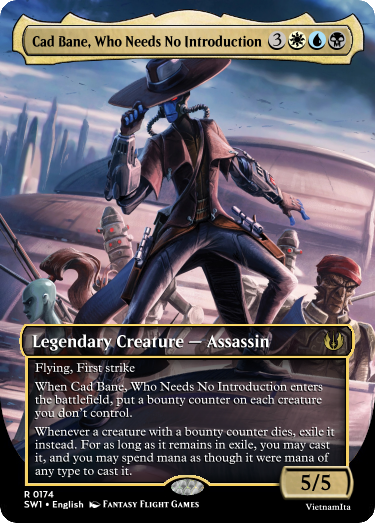 Cad Bane, Who Needs No Introduction 3
Legendary Creature — Assassin
Flying, First strike
When Cad Bane, Who Needs No Introduction enters
the battlefield, put a bounty counter on each creature
you don't control.
Whenever a creature with a bounty counter dies, exile it
instead. For as long as it remains in exile, you may cast
it, and you may spend mana as though it were mana of
any type to cast it.
5/5
R 0174
SW1 • English FANTASY FLIGHT GAMES
VietnamIta